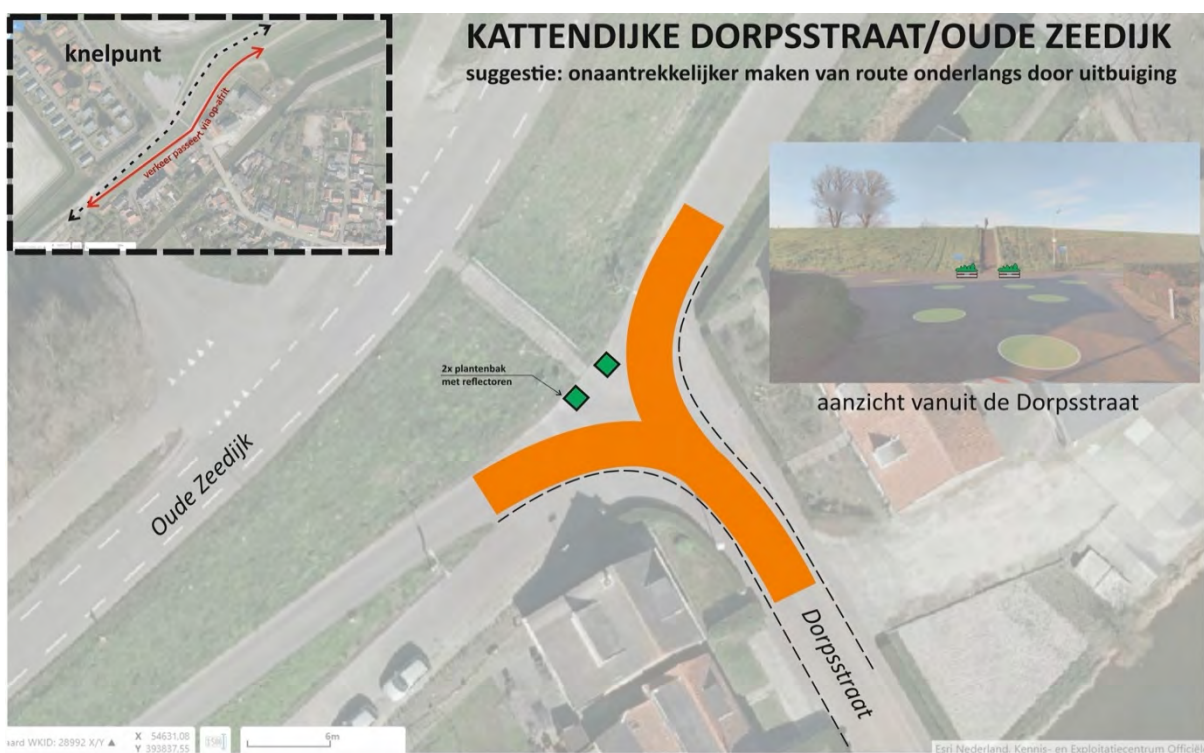 knelpunt
verkeer passeert via op-afrit
KATTENDIJKE DORPSSTRAAT/OUDE ZEEDIJK
suggestie: onaantrekkelijker maken van route onderlangs door uitbuiging
2x plantenbak
met reflectoren
aanzicht vanuit de Dorpsstraat
Oude Zeedijk
Dorpsstraat
aard WKID: 28992 X/Y ▲
X 54631,08
Y 393837,55
6m
Esri Nederland, Kennis- en Exploitatiecentrum Offici